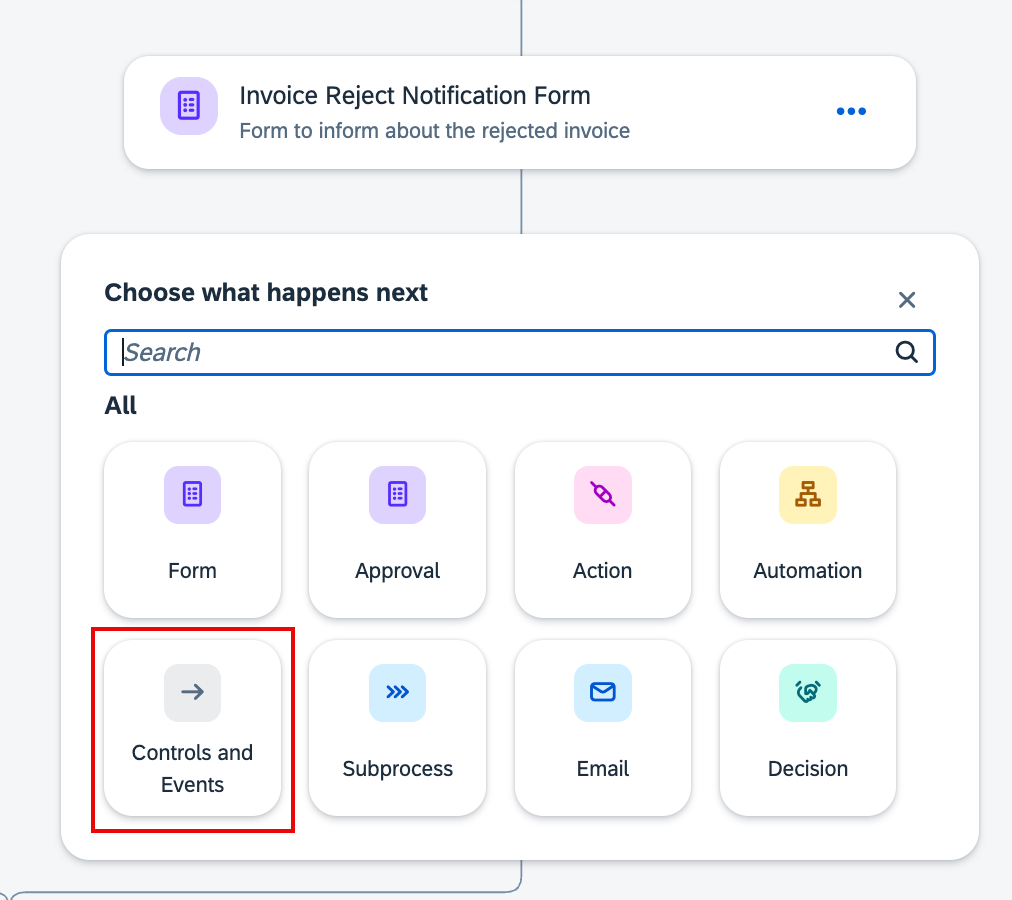 Invoice Reject Notification Form
Form to inform about the rejected invoice
Choose what happens next
Search
All
Form
Approval
Action
Automation
Controls and
Events
Subprocess
Email
Decision